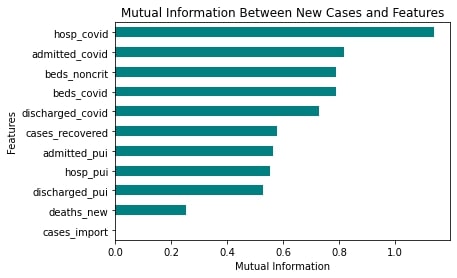 Mutual Information Between New Cases and Features
hosp_covid
admitted_covid
beds_noncrit
beds_covid
discharged_covid
cases_recovered
admitted_pui
hosp_pui
discharged_pui
deaths_new
cases_import
Features
0.0 0.2 0.4 0.6 0.8 1.0
Mutual Information